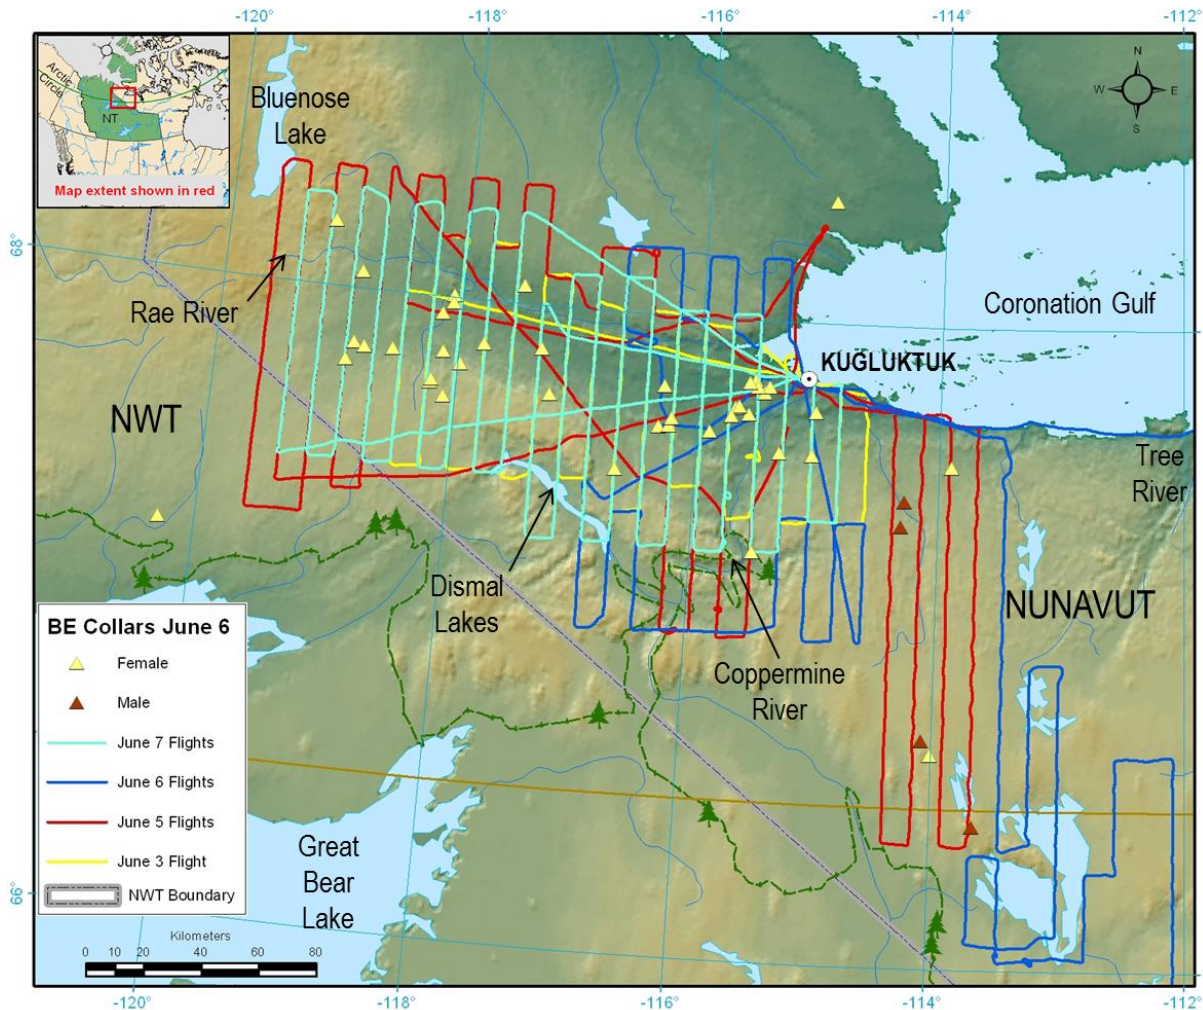 -120°
-118°
-116°
-114°
-112°
Arctic
Circle
NT
Map extent shown in red
Bluenose
Lake
N
W
E
S
68°
Rae River
Coronation Gulf
KUGLUKTUK
NWT
Tree
River
Dismal
Lakes
NUNAVUT
Coppermine
River
BE Collars June 6
Female
Male
June 7 Flights
June 6 Flights
June 5 Flights
June 3 Flight
NWT Boundary
Great
Bear
Lake
66°
Kilometers
0 10 20 40 60 80
-120°
-118°
-116°
-114°
-112°